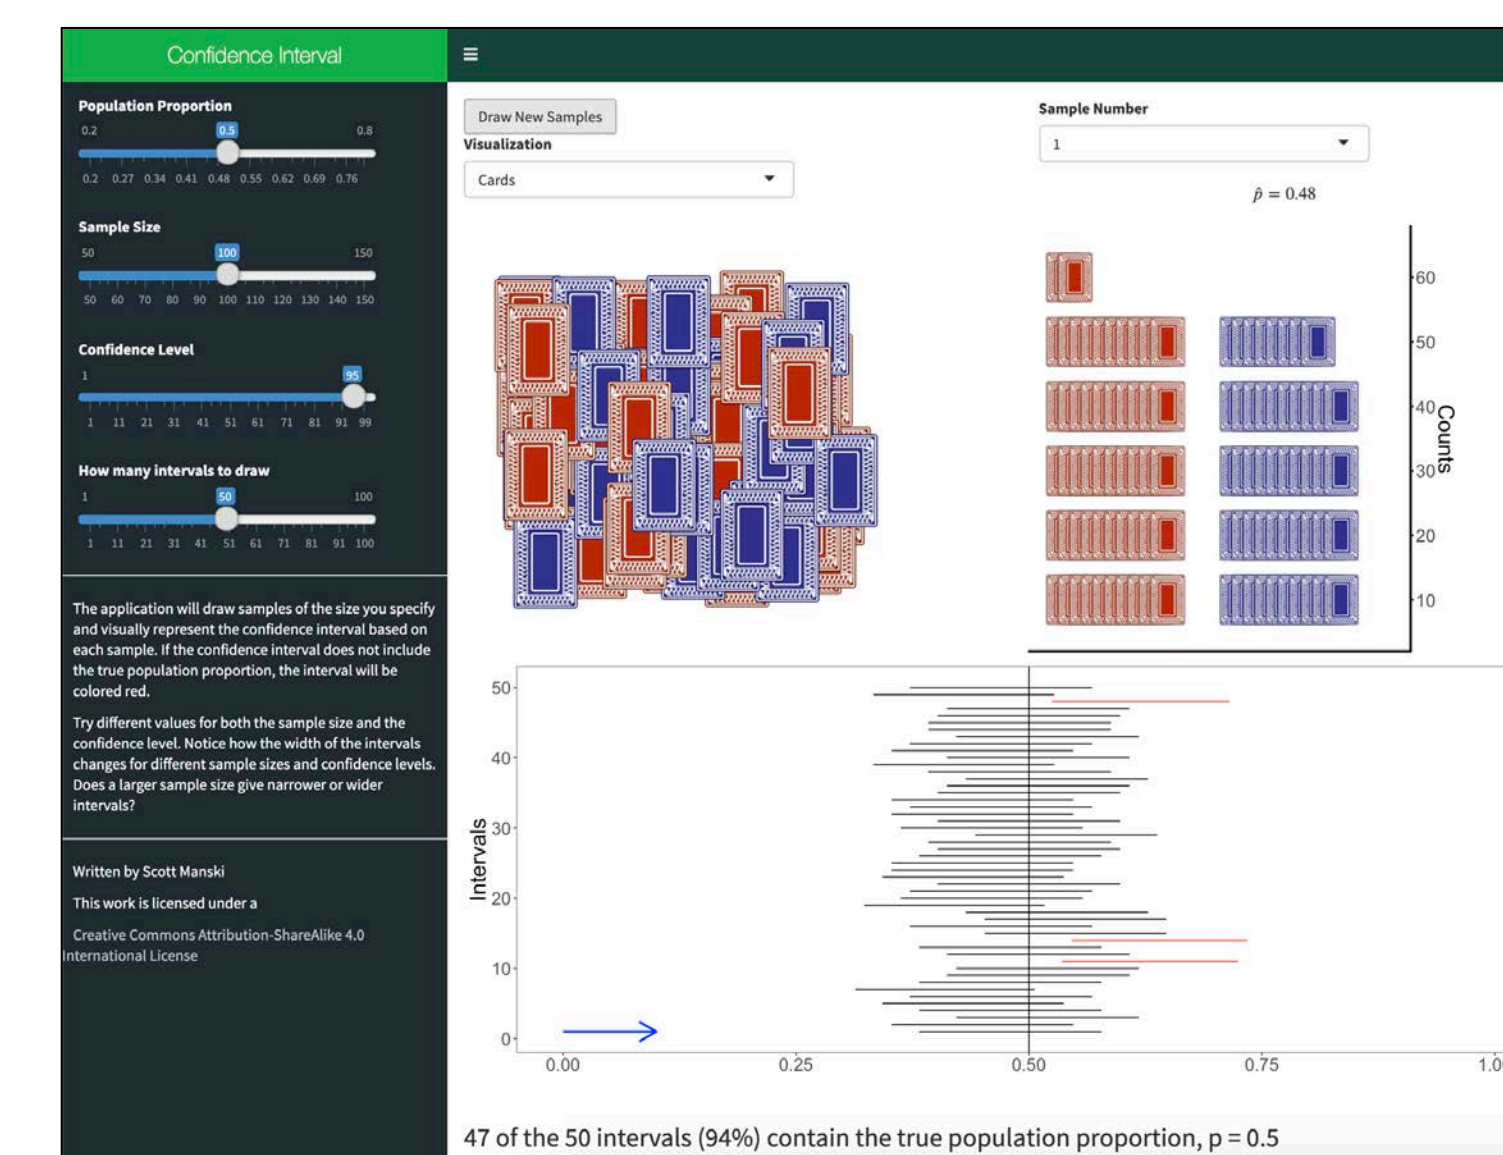 Confidence Interval
Population Proportion
0.2 0.5 0.8
0.2 0.27 0.34 0.41 0.48 0.55 0.62 0.69 0.76
Sample Size
50 100 150
50 60 70 80 90 100 110 120 130 140 150
Confidence Level
1 95
1 11 21 31 41 51 61 71 81 91 99
How many intervals to draw
1 50 100
1 11 21 31 41 51 61 71 81 91 100
The application will draw samples of the size you specify
and visually represent the confidence interval based on
each sample. If the confidence interval does not include
the true population proportion, the interval will be
colored red.
Try different values for both the sample size and the
confidence level. Notice how the width of the intervals
changes for different sample sizes and confidence levels.
Does a larger sample size give narrower or wider
intervals?
Written by Scott Manski
This work is licensed under a
Creative Commons Attribution-ShareAlike 4.0
International License
Draw New Samples
Visualization
Cards
Sample Number
1
p̂ = 0.48
60
50
40
30
20
10
Counts
50
40
30
20
10
0
Intervals
0.00 0.25 0.50 0.75 1.0
47 of the 50 intervals (94%) contain the true population proportion, p = 0.5